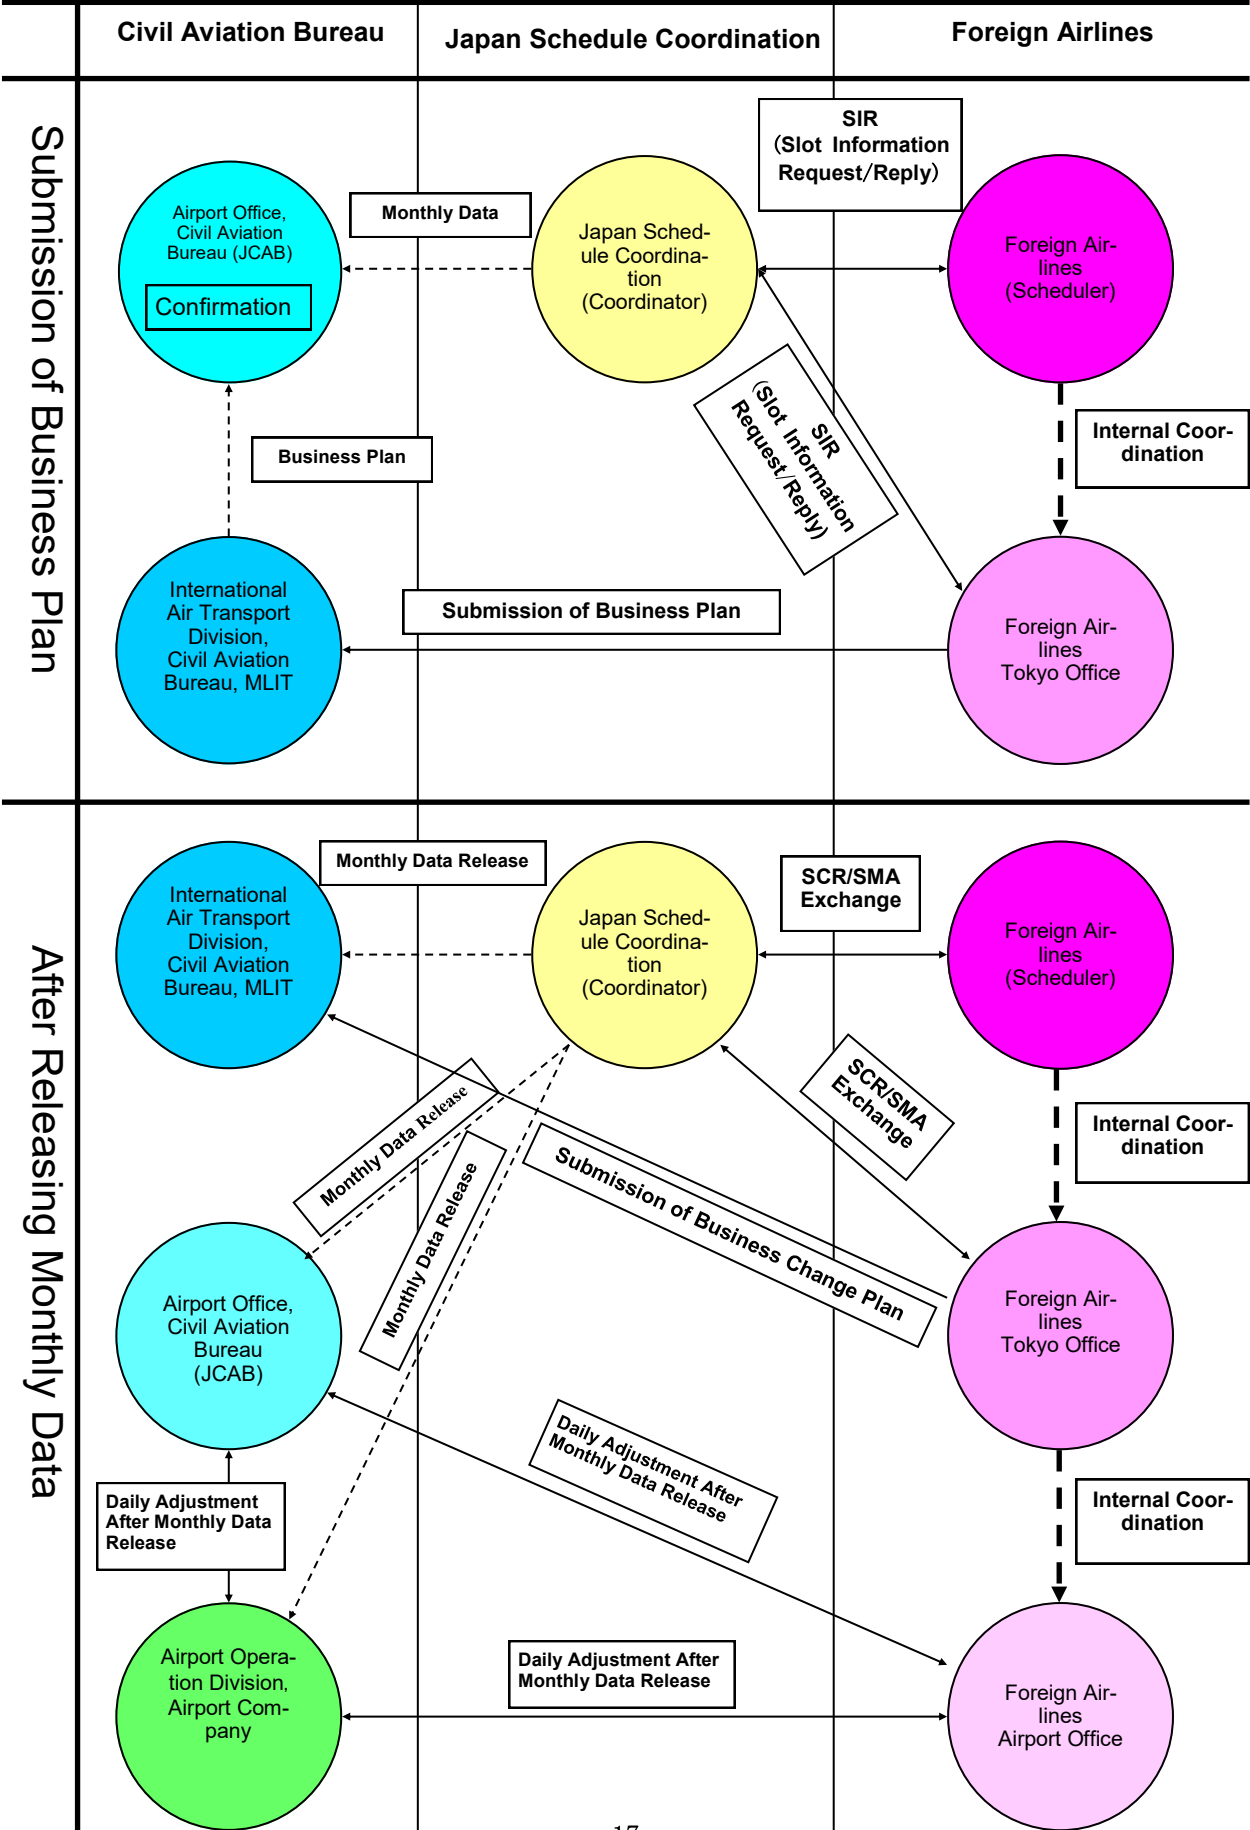 Civil Aviation Bureau
Japan Schedule Coordination
Foreign Airlines
Submission of Business Plan
SIR
(Slot Information
Request/Reply)
Airport Office,
Civil Aviation
Bureau (JCAB)
Confirmation
Monthly Data
Japan Sched-
ule Coordina-
tion
(Coordinator)
Foreign Air-
lines
(Scheduler)
SIR
(Slot Information
Request/Reply)
Internal Coor-
dination
Business Plan
International
Air Transport
Division,
Civil Aviation
Bureau, MLIT
Submission of Business Plan
Foreign Air-
lines
Tokyo Office
After Releasing Monthly Data
International
Air Transport
Division,
Civil Aviation
Bureau, MLIT
Monthly Data Release
Japan Sched-
ule Coordina-
tion
(Coordinator)
SCR/SMA
Exchange
Foreign Air-
lines
(Scheduler)
Monthly Data Release
Monthly Data Release
SCR/SMA
Exchange
Internal Coor-
dination
Submission of Business Change Plan
Airport Office,
Civil Aviation
Bureau
(JCAB)
Foreign Air-
lines
Tokyo Office
Daily Adjustment After
Monthly Data Release
Daily Adjustment
After Monthly Data
Release
Internal Coor-
dination
Airport Opera-
tion Division,
Airport Com-
pany
Daily Adjustment After
Monthly Data Release
Foreign Air-
lines
Airport Office
17